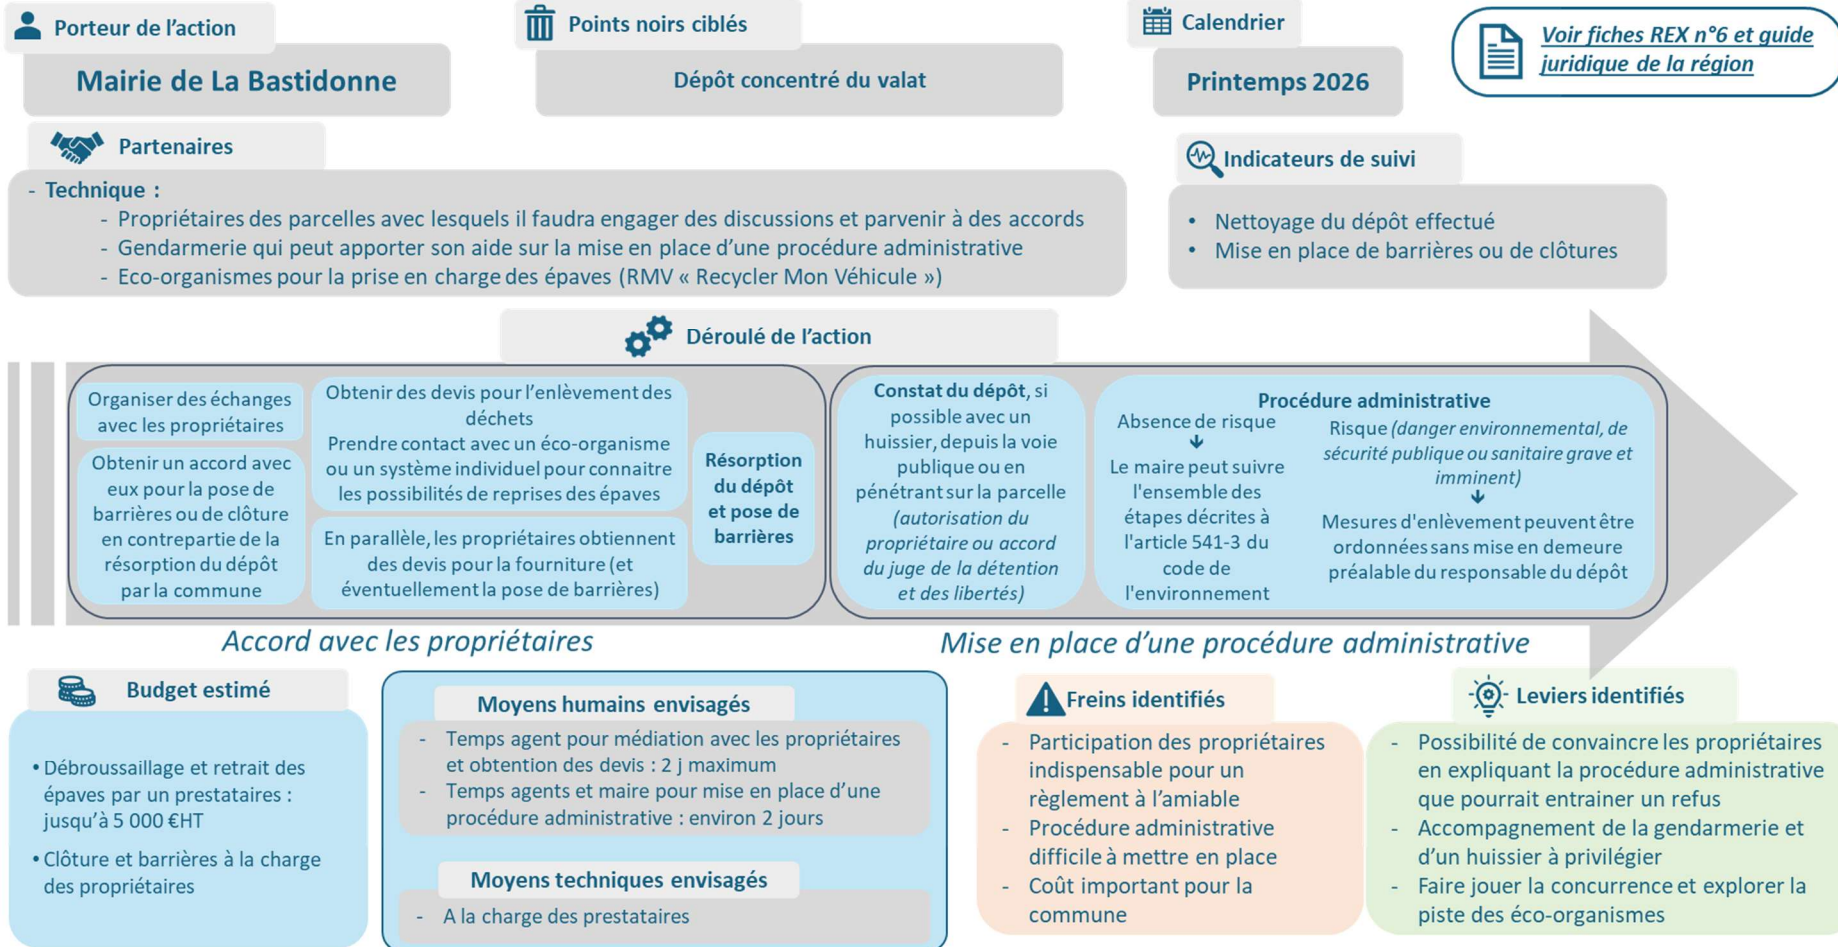 Porteur de l'action
Mairie de La Bastidonne
Points noirs ciblés
Dépôt concentré du valat
Calendrier
Printemps 2026
Voir fiches REX n°6 et guide
juridique de la région
Partenaires
- Technique :
- Propriétaires des parcelles avec lesquels il faudra engager des discussions et parvenir à des accords
- Gendarmerie qui peut apporter son aide sur la mise en place d'une procédure administrative
- Eco-organismes pour la prise en charge des épaves (RMV « Recycler Mon Véhicule »)
Indicateurs de suivi
• Nettoyage du dépôt effectué
• Mise en place de barrières ou de clôtures
Déroulé de l'action
Organiser des échanges
avec les propriétaires
Obtenir un accord avec
eux pour la pose de
barrières ou de clôture
en contrepartie de la
résorption du dépôt
par la commune
Obtenir des devis pour l'enlèvement des
déchets
Prendre contact avec un éco-organisme
ou un système individuel pour connaitre
les possibilités de reprises des épaves
En parallèle, les propriétaires obtiennent
des devis pour la fourniture (et
éventuellement la pose de barrières)
Résorption
du dépôt
et pose de
barrières
Constat du dépôt, si
possible avec un
huissier, depuis la voie
publique ou en
pénétrant sur la parcelle
(autorisation du
propriétaire ou accord
du juge de la détention
et des libertés)
Procédure administrative
Absence de risque
Le maire peut suivre
l'ensemble des
étapes décrites à
l'article 541-3 du
code de
l'environnement
Risque (danger environnemental, de
sécurité publique ou sanitaire grave et
imminent)
Mesures d'enlèvement peuvent être
ordonnées sans mise en demeure
préalable du responsable du dépôt
Accord avec les propriétaires
Mise en place d'une procédure administrative
Budget estimé
• Débroussaillage et retrait des
épaves par un prestataires :
jusqu'à 5 000 €HT
• Clôture et barrières à la charge
des propriétaires
Moyens humains envisagés
- Temps agent pour médiation avec les propriétaires
et obtention des devis : 2 j maximum
- Temps agents et maire pour mise en place d'une
procédure administrative : environ 2 jours
Moyens techniques envisagés
- A la charge des prestataires
Freins identifiés
- Participation des propriétaires
indispensable pour un
règlement à l'amiable
- Procédure administrative
difficile à mettre en place
- Coût important pour la
commune
Leviers identifiés
- Possibilité de convaincre les propriétaires
en expliquant la procédure administrative
que pourrait entrainer un refus
- Accompagnement de la gendarmerie et
d'un huissier à privilégier
- Faire jouer la concurrence et explorer la
piste des éco-organismes